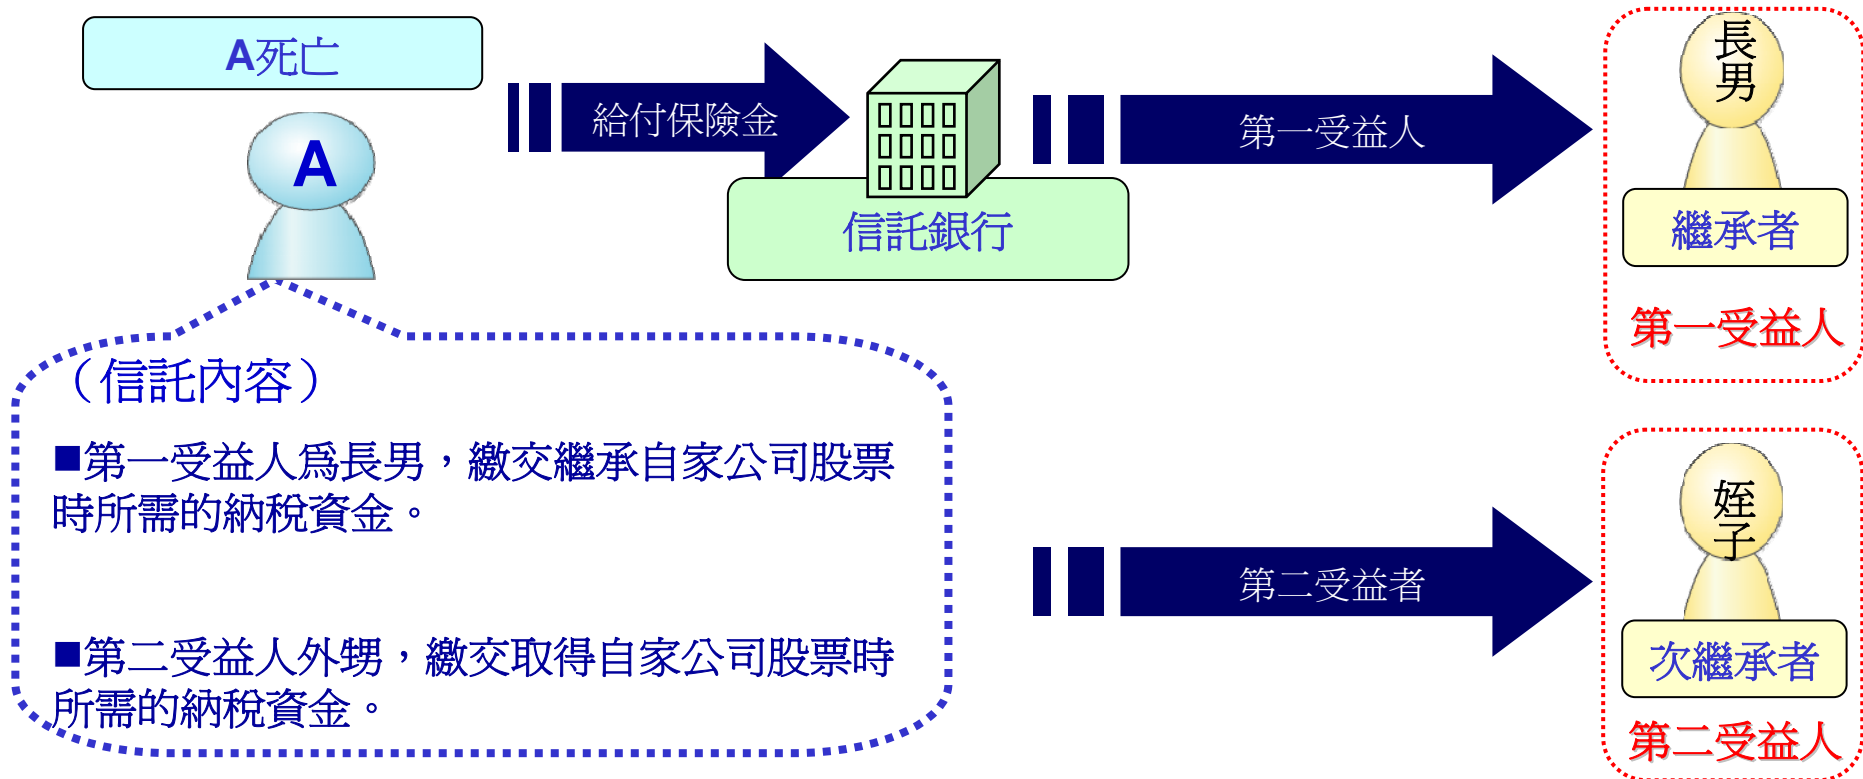 A死亡
A
給付保險金
信託銀行
第一受益人
長男
繼承者
第一受益人
（信託內容）
■第一受益人爲長男，繳交繼承自家公司股票
時所需的納稅資金。
■第二受益人外甥，繳交取得自家公司股票時
所需的納稅資金。
第二受益者
姪子
次繼承者
第二受益人